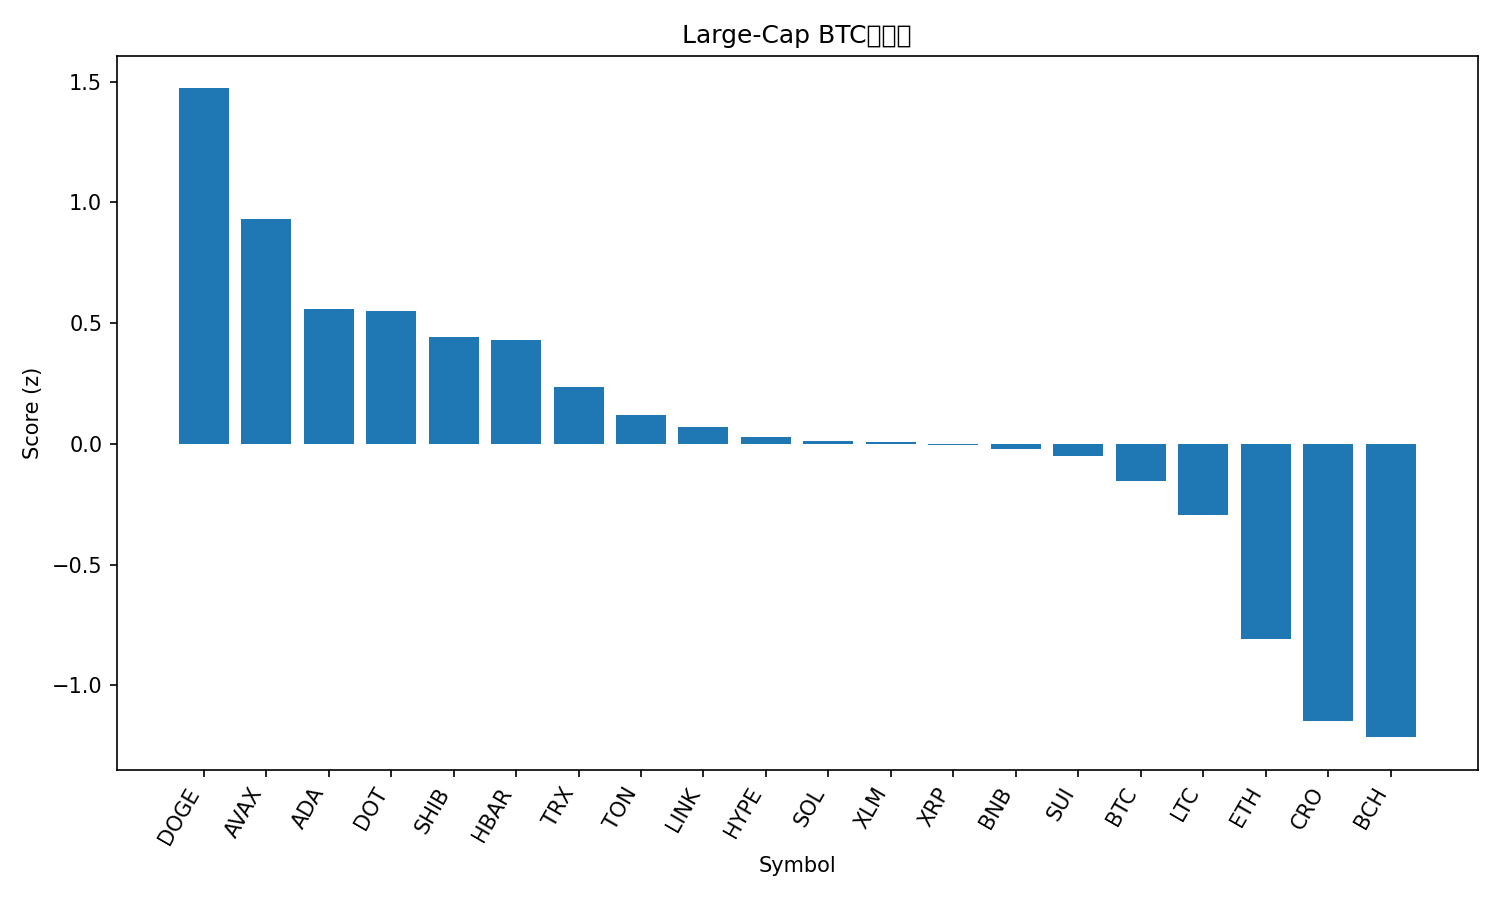 Large-Cap BTC
1.5
1.0
0.5
0.0
−0.5
−1.0
Score (z)
DOGE AVAX ADA DOT SHIB HBAR TRX TON LINK HYPE SOL XLM XRP BNB SUI BTC LTC ETH CRO BCH
Symbol